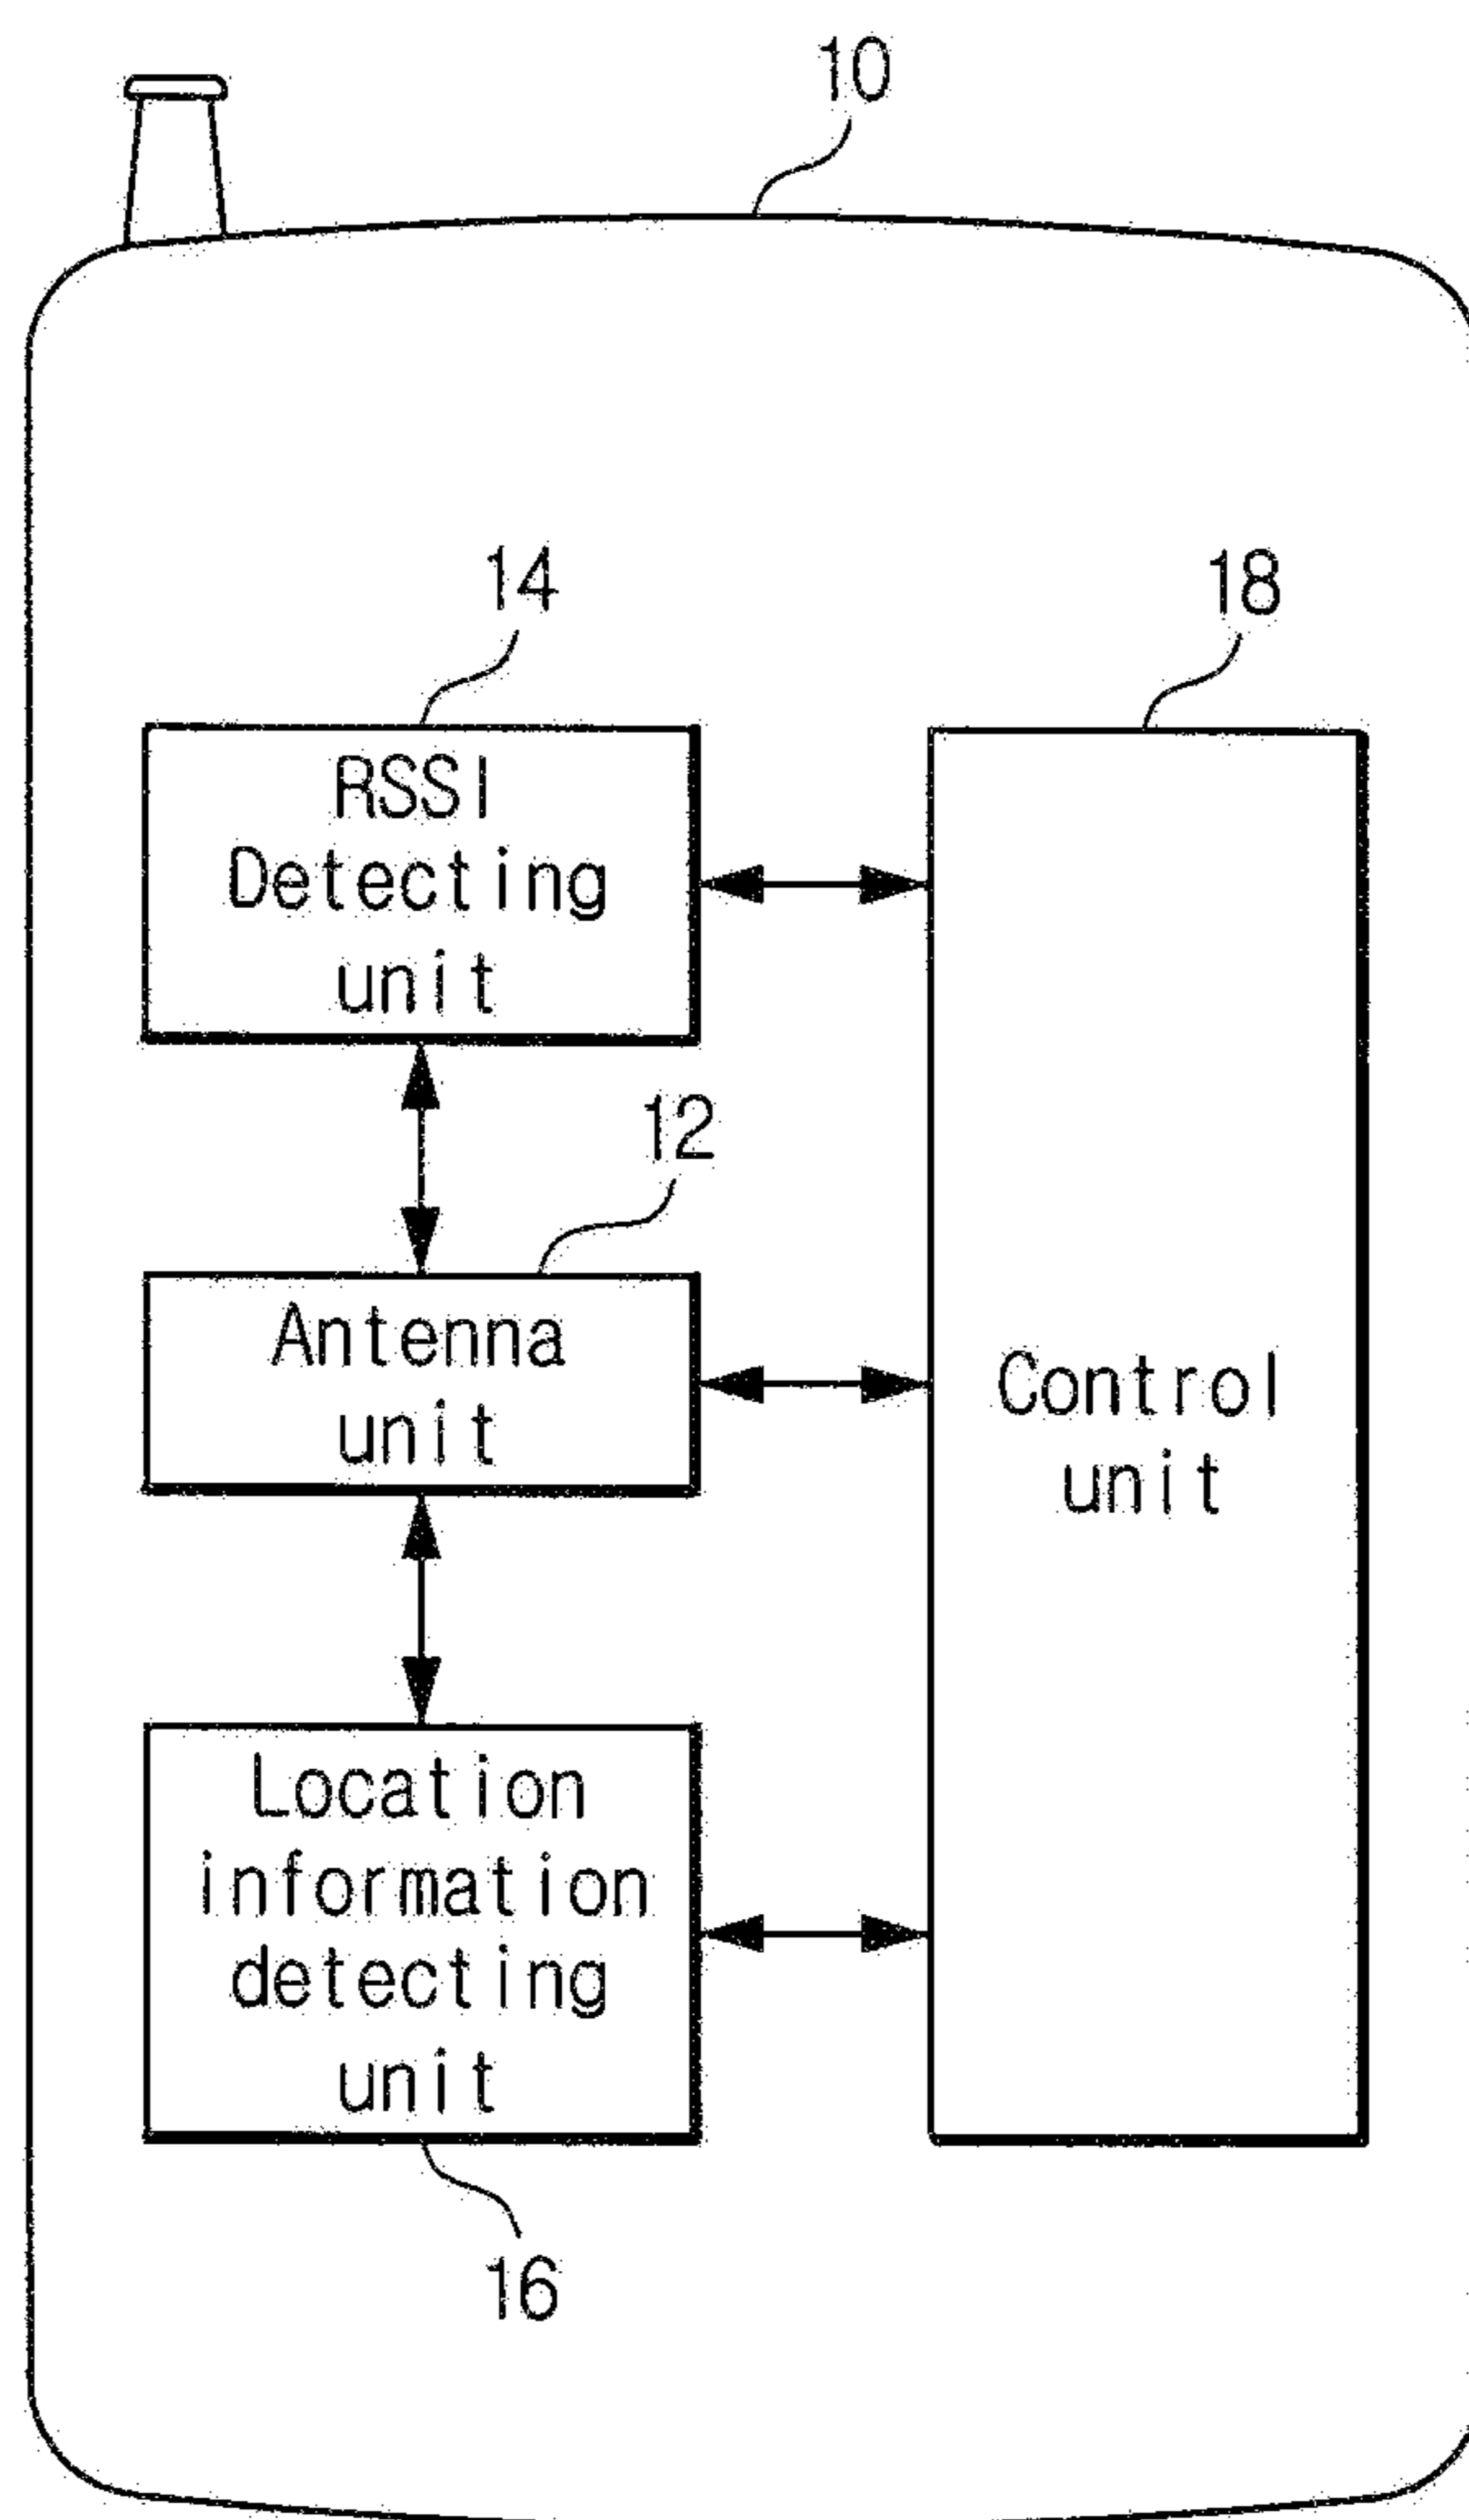 10
14
18
RSSI
Detecting
unit
12
Antenna
unit
Control
unit
Location
information
detecting
unit
16